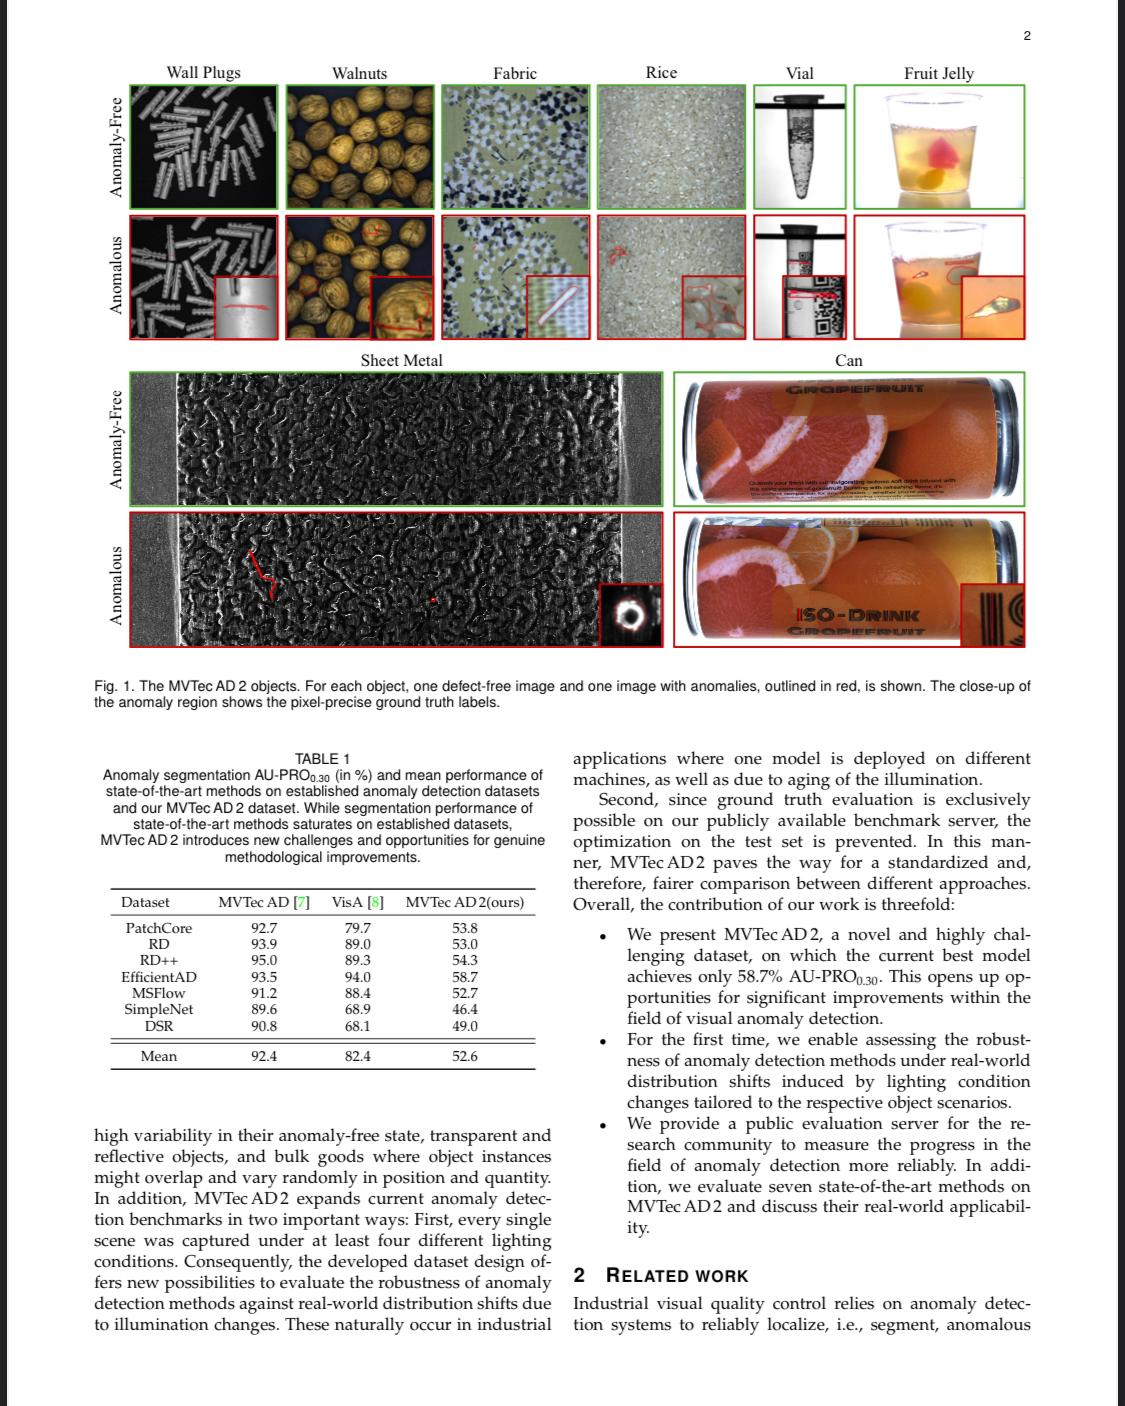 2
Wall Plugs Walnuts Fabric Rice Vial Fruit Jelly
Anomaly-Free
Anomalous
Sheet Metal Can
Anomaly-Free
GRAPEFRUIT
Anomalous
ISO-DRINK
GRAPEFRUIT
Fig. 1. The MVTec AD 2 objects. For each object, one defect-free image and one image with anomalies, outlined in red, is shown. The close-up of
the anomaly region shows the pixel-precise ground truth labels.
TABLE 1
Anomaly segmentation AU-PRO0.30 (in %) and mean performance of
state-of-the-art methods on established anomaly detection datasets
and our MVTec AD 2 dataset. While segmentation performance of
state-of-the-art methods saturates on established datasets,
MVTec AD 2 introduces new challenges and opportunities for genuine
methodological improvements.
Dataset MVTec AD [7] VisA [8] MVTec AD 2(ours)
PatchCore 92.7 79.7 53.8
RD 93.9 89.0 53.0
RD++ 95.0 89.3 54.3
EfficientAD 93.5 94.0 58.7
MSFlow 91.2 88.4 52.7
SimpleNet 89.6 68.9 46.4
DSR 90.8 68.1 49.0
Mean 92.4 82.4 52.6
high variability in their anomaly-free state, transparent and
reflective objects, and bulk goods where object instances
might overlap and vary randomly in position and quantity.
In addition, MVTec AD 2 expands current anomaly detec-
tion benchmarks in two important ways: First, every single
scene was captured under at least four different lighting
conditions. Consequently, the developed dataset design of-
fers new possibilities to evaluate the robustness of anomaly
detection methods against real-world distribution shifts due
to illumination changes. These naturally occur in industrial
applications where one model is deployed on different
machines, as well as due to aging of the illumination.
Second, since ground truth evaluation is exclusively
possible on our publicly available benchmark server, the
optimization on the test set is prevented. In this man-
ner, MVTec AD 2 paves the way for a standardized and,
therefore, fairer comparison between different approaches.
Overall, the contribution of our work is threefold:
• We present MVTec AD 2, a novel and highly chal-
lenging dataset, on which the current best model
achieves only 58.7% AU-PRO0.30. This opens up op-
portunities for significant improvements within the
field of visual anomaly detection.
• For the first time, we enable assessing the robust-
ness of anomaly detection methods under real-world
distribution shifts induced by lighting condition
changes tailored to the respective object scenarios.
• We provide a public evaluation server for the re-
search community to measure the progress in the
field of anomaly detection more reliably. In addi-
tion, we evaluate seven state-of-the-art methods on
MVTec AD 2 and discuss their real-world applicabil-
ity.
2 RELATED WORK
Industrial visual quality control relies on anomaly detec-
tion systems to reliably localize, i.e., segment, anomalous